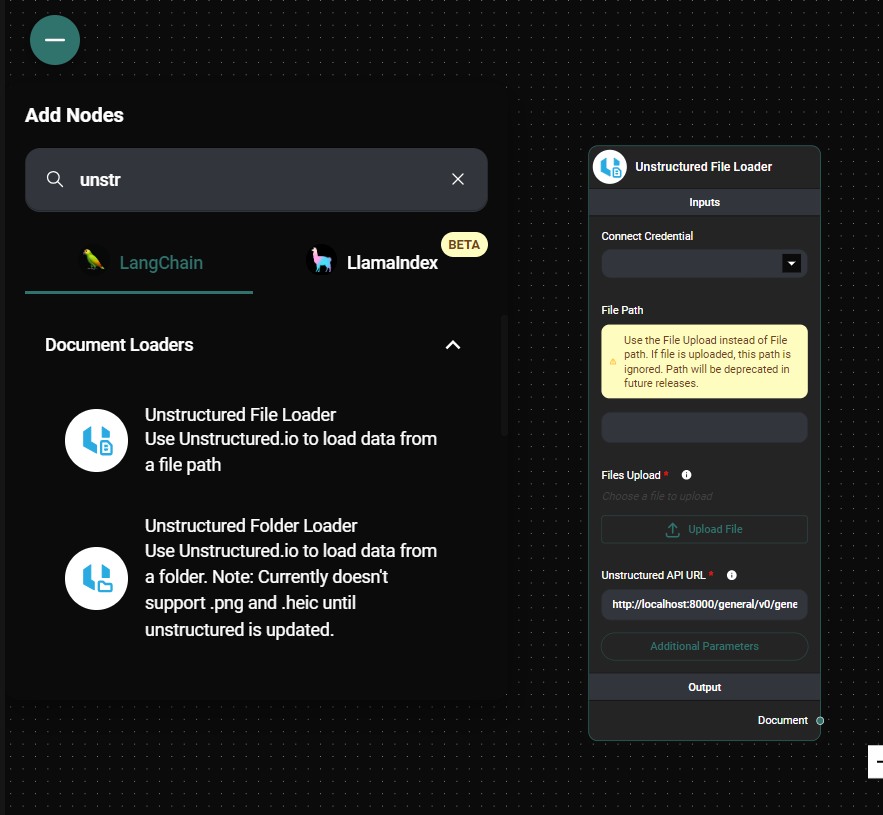 Add Nodes
unstr
LangChain
LlamaIndex
BETA
Document Loaders
Unstructured File Loader
Use Unstructured.io to load data from
a file path
Unstructured Folder Loader
Use Unstructured.io to load data from
a folder. Note: Currently doesn't
support .png and .heic until
unstructured is updated.
Unstructured File Loader
Inputs
Connect Credential
File Path
Use the File Upload instead of File
path. If file is uploaded, this path is
ignored. Path will be deprecated in
future releases.
Files Upload *
Choose a file to upload
Upload File
Unstructured API URL *
http://localhost:8000/general/v0/gene
Additional Parameters
Output
Document